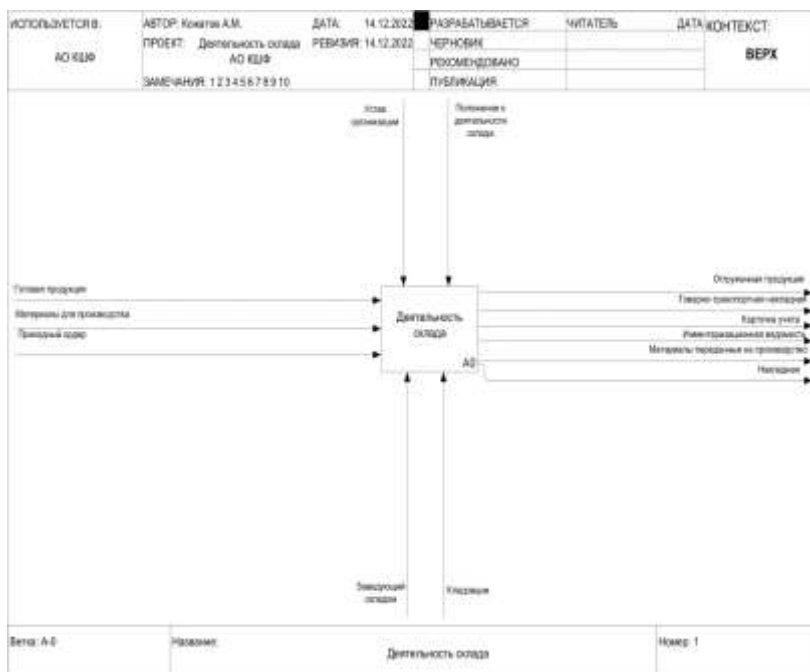 ИСПОЛЬЗУЕТСЯ В:
АО КШФ
АВТОР: Кожатов А.М.
ДАТА: 14.12.2022
ПРОЕКТ: Деятельность склада
АО КШФ
РЕВИЗИЯ: 14.12.2022
ЗАМЕЧАНИЯ: 1 2 3 4 5 6 7 8 9 10
РАЗРАБАТЫВАЕТСЯ
ЧЕРНОВИК
РЕКОМЕНДОВАНО
ПУБЛИКАЦИЯ
ЧИТАТЕЛЬ
ДАТА
КОНТЕКСТ:
ВЕРХ
Устав
организации
Положение о
деятельности
склада
Готовая продукция
Материалы для производства
Приходный ордер
Деятельность
склада
A0
Отгруженная продукция
Товарно-транспортная накладная
Карточка учета
Инвентаризационная ведомость
Материалы переданные на производство
Накладная
Заведующий
складом
Кладовщик
Ветка: A-0
Название:
Деятельность склада
Номер: 1